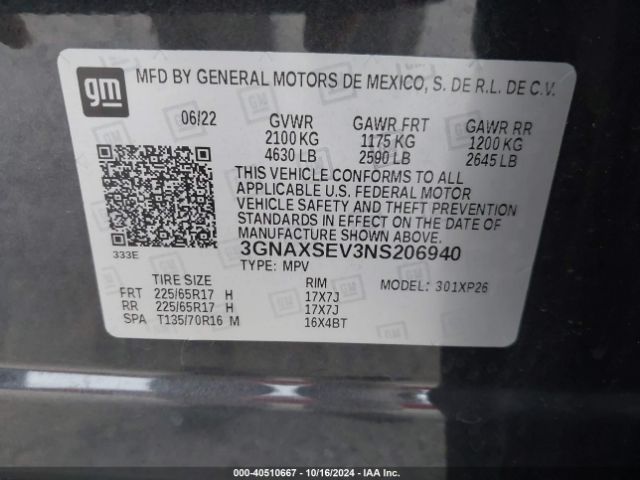 gm MFD BY GENERAL MOTORS DE MEXICO, S. DE R.L. DE C.V.
06/22 GVWR GAWR FRT GAWR RR
2100 KG 1175 KG 1200 KG
4630 LB 2590 LB 2645 LB
THIS VEHICLE CONFORMS TO ALL
APPLICABLE U.S. FEDERAL MOTOR
VEHICLE SAFETY AND THEFT PREVENTION
STANDARDS IN EFFECT ON THE DATE OF
MANUFACTURE SHOWN ABOVE.
333E 3GNAXSEV3NS206940
TYPE: MPV
TIRE SIZE RIM MODEL: 301XP26
FRT 225/65R17 H 17X7J
RR 225/65R17 H 17X7J
SPA T135/70R16 M 16X4BT
000-40510667 - 10/16/2024 - IAA Inc.